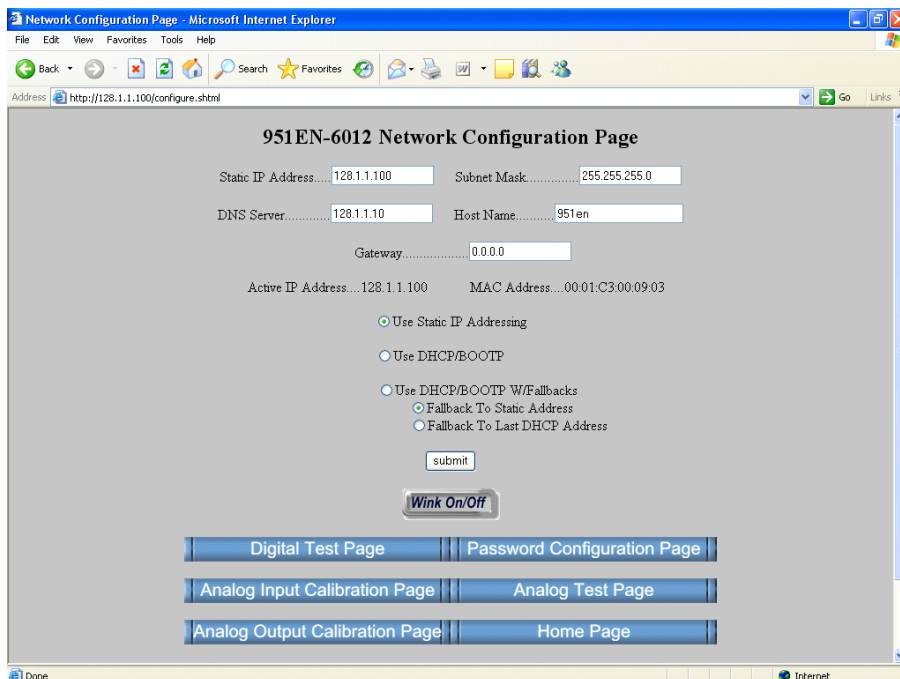 Network Configuration Page - Microsoft Internet Explorer
File Edit View Favorites Tools Help
Back Search Favorites
Address http://128.1.1.100/configure.shtml Go Links
951EN-6012 Network Configuration Page
Static IP Address..... 128.1.1.100 Subnet Mask............... 255.255.255.0
DNS Server............. 128.1.1.10 Host Name........... 951en
Gateway................... 0.0.0.0
Active IP Address....128.1.1.100 MAC Address....00:01:C3:00:09:03
Use Static IP Addressing
Use DHCP/BOOTP
Use DHCP/BOOTP W/Fallbacks
Fallback To Static Address
Fallback To Last DHCP Address
submit
Wink On/Off
Digital Test Page Password Configuration Page
Analog Input Calibration Page Analog Test Page
Analog Output Calibration Page Home Page
Done Internet